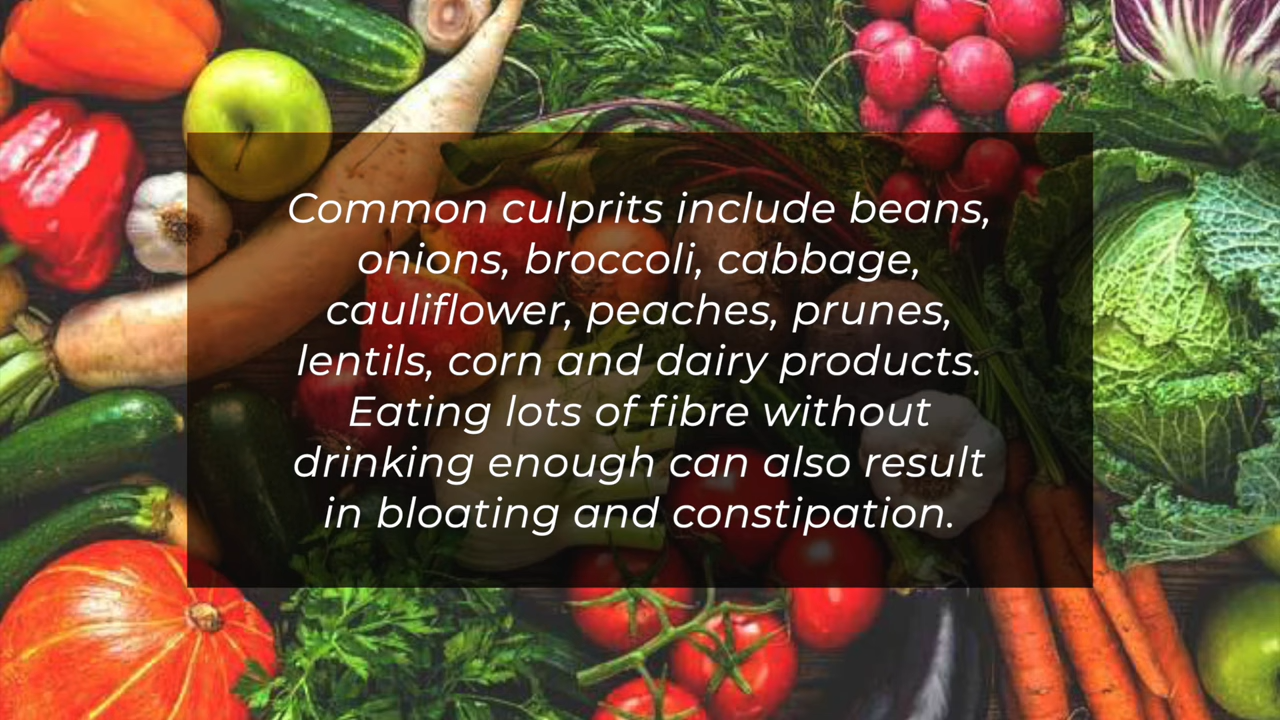 Common culprits include beans,
onions, broccoli, cabbage,
cauliflower, peaches, prunes,
lentils, corn and dairy products.
Eating lots of fibre without
drinking enough can also result
in bloating and constipation.